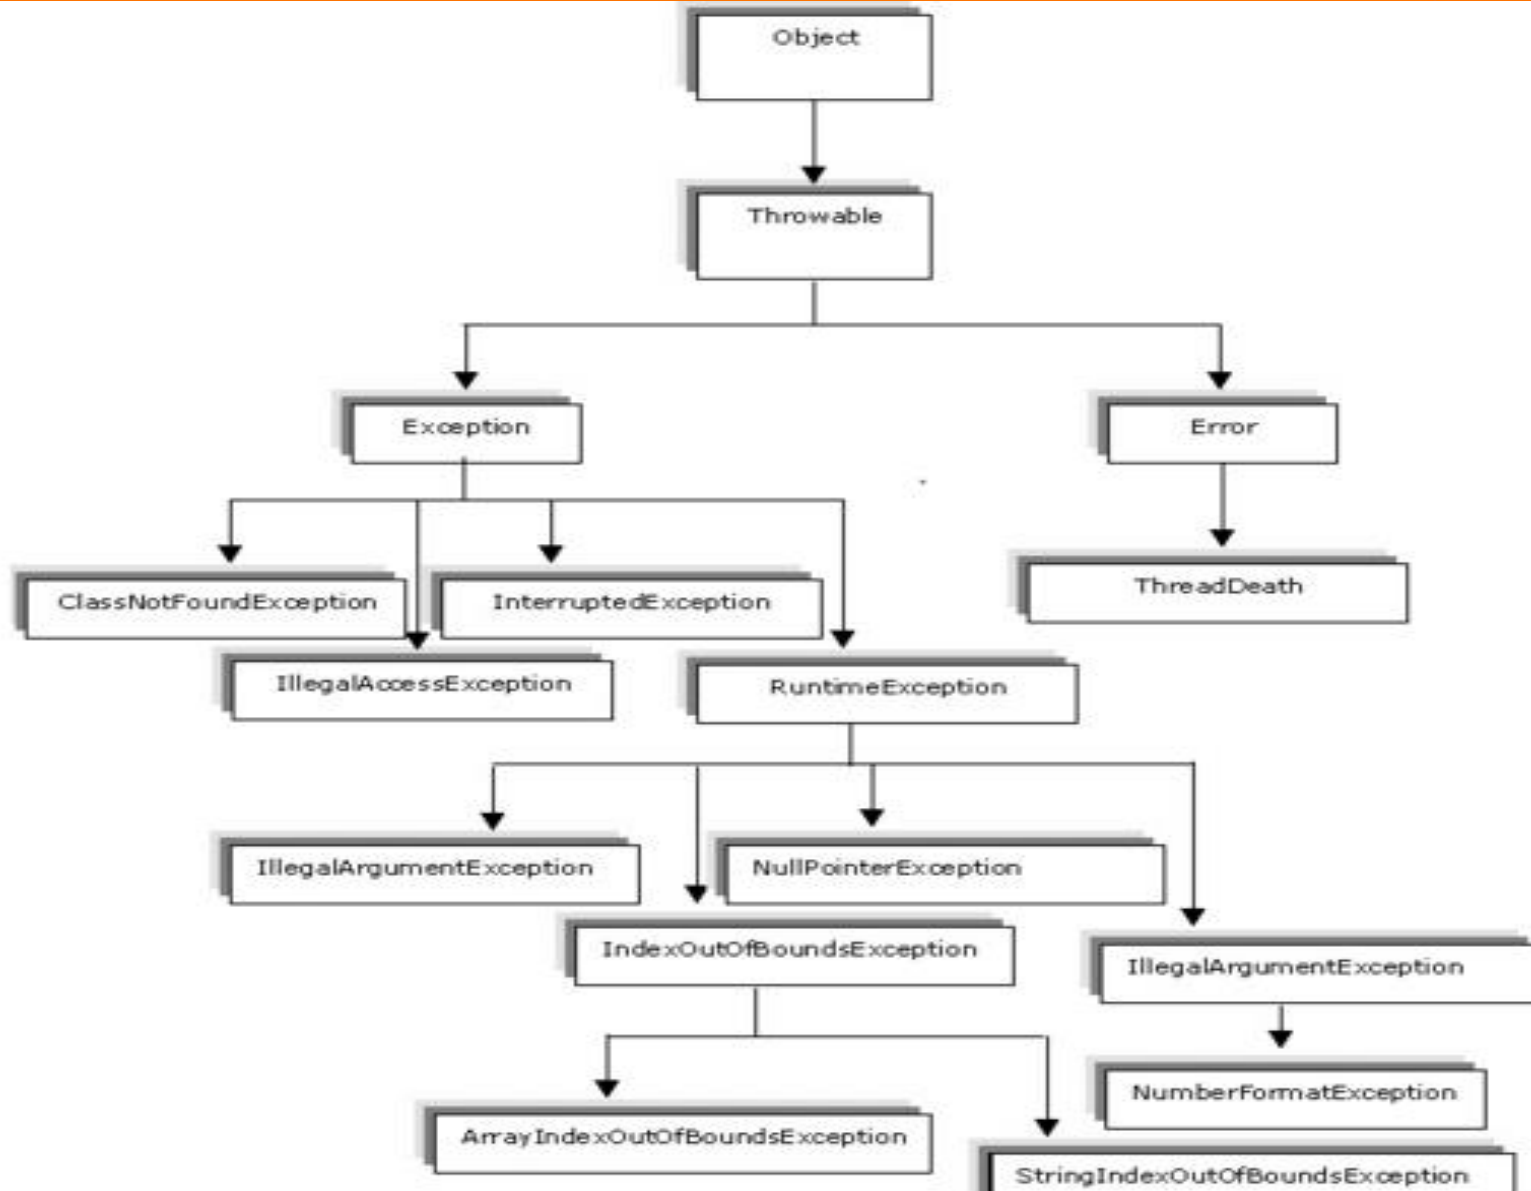 Object
Throwable
Exception
Error
ClassNotFoundException
InterruptedException
ThreadDeath
IllegalAccessException
RuntimeException
IllegalArgumentException
NullPointerException
IndexOutOfBoundsException
IllegalArgumentException
NumberFormatException
ArrayIndexOutOfBoundsException
StringIndexOutOfBoundsException